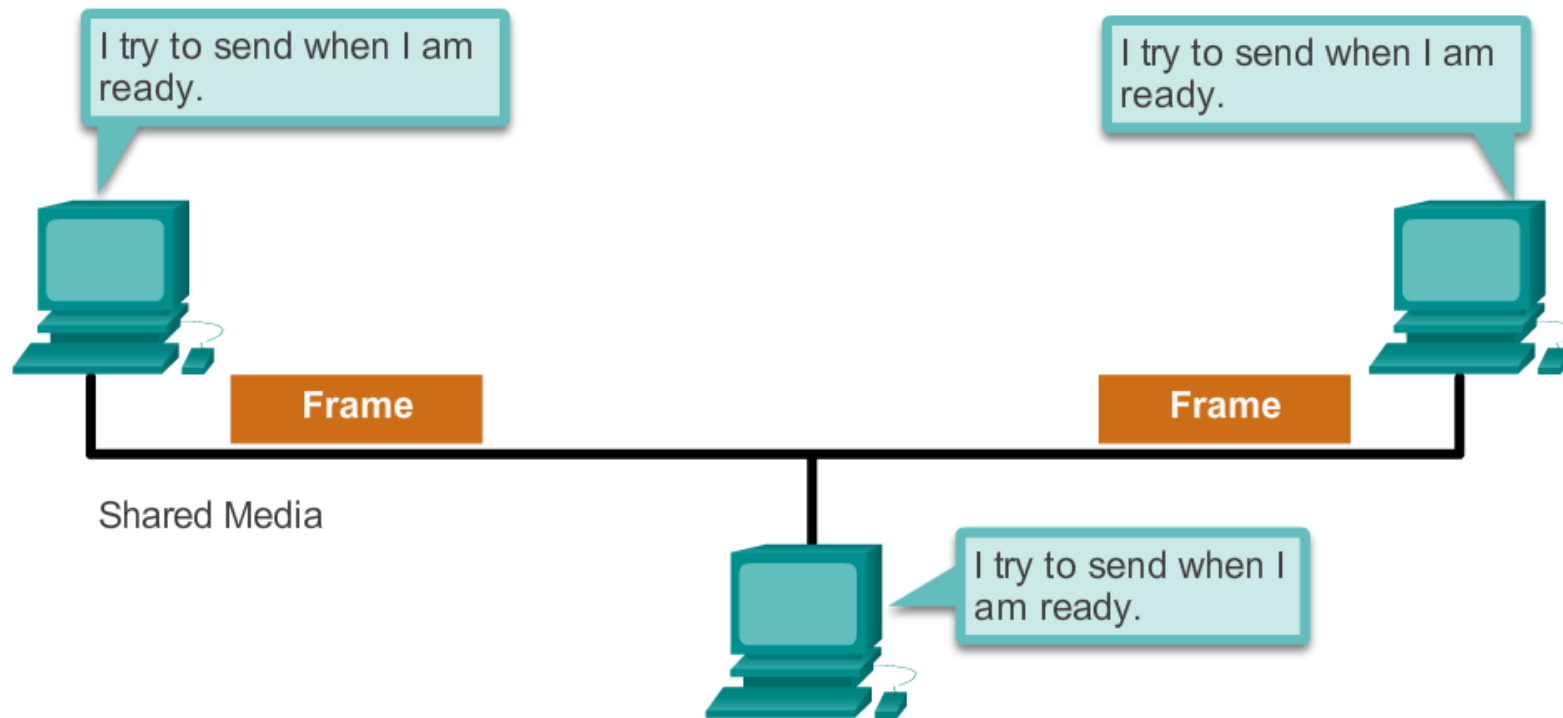 I try to send when I am
ready.
I try to send when I am
ready.
Frame
Frame
Shared Media
I try to send when I
am ready.